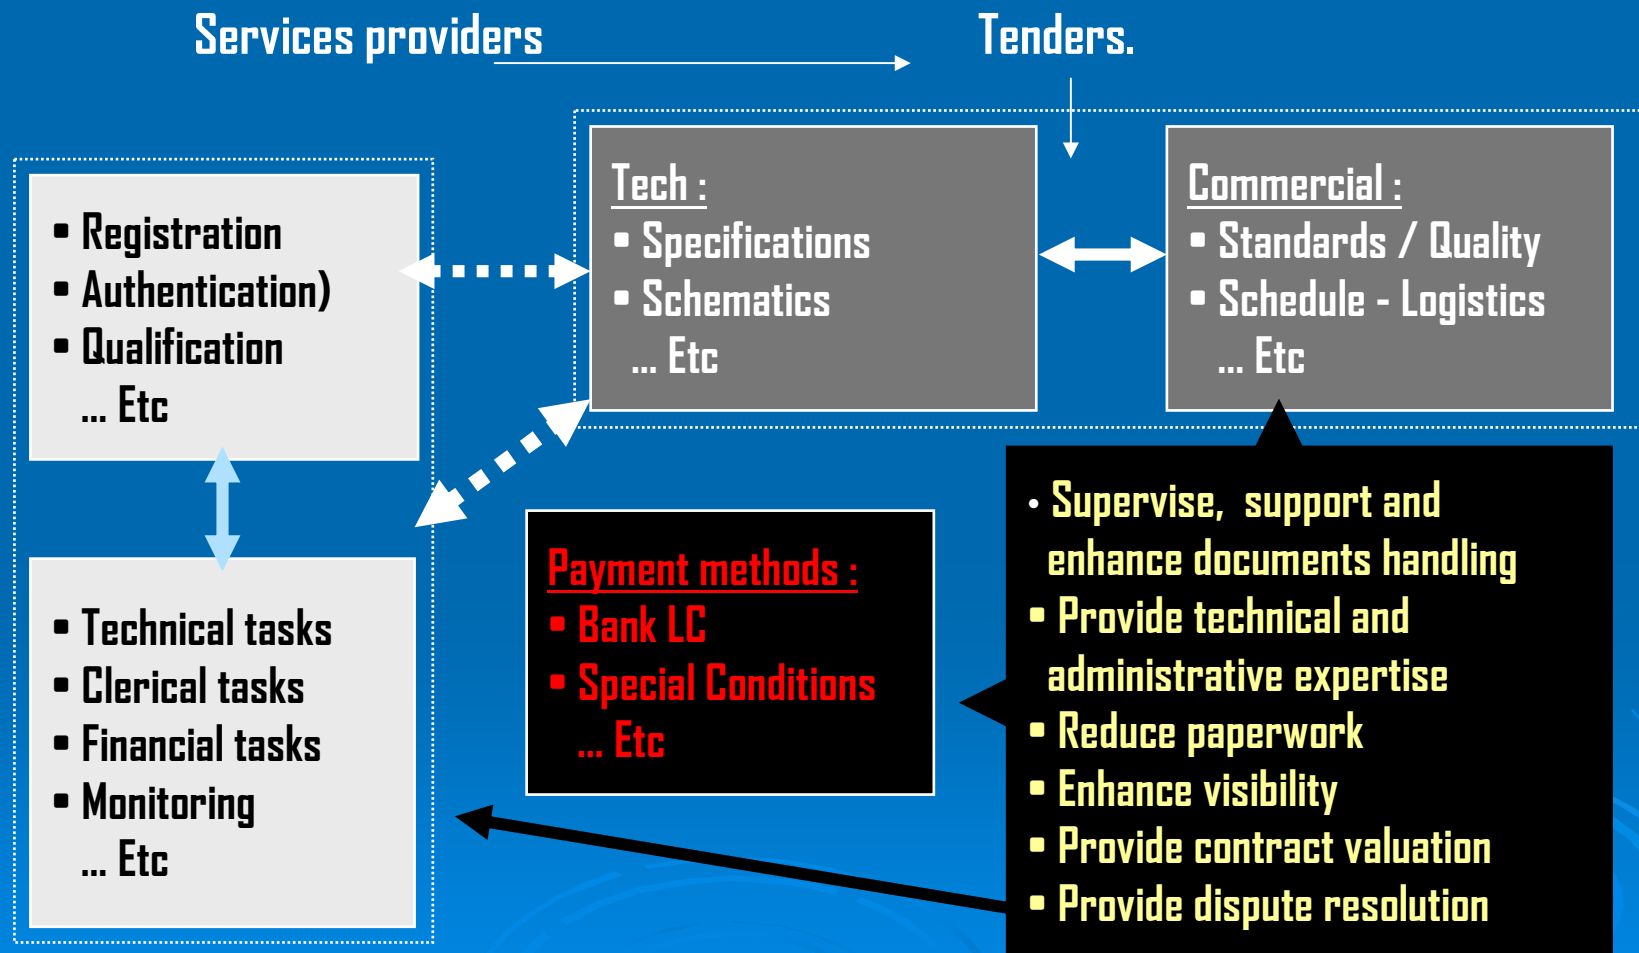 Services providers
Tenders.
▪ Registration
▪ Authentication)
▪ Qualification
... Etc
Tech :
▪ Specifications
▪ Schematics
... Etc
Commercial :
▪ Standards / Quality
▪ Schedule - Logistics
... Etc
▪ Technical tasks
▪ Clerical tasks
▪ Financial tasks
▪ Monitoring
... Etc
Payment methods :
▪ Bank LC
▪ Special Conditions
... Etc
• Supervise, support and
enhance documents handling
▪ Provide technical and
administrative expertise
▪ Reduce paperwork
▪ Enhance visibility
▪ Provide contract valuation
▪ Provide dispute resolution